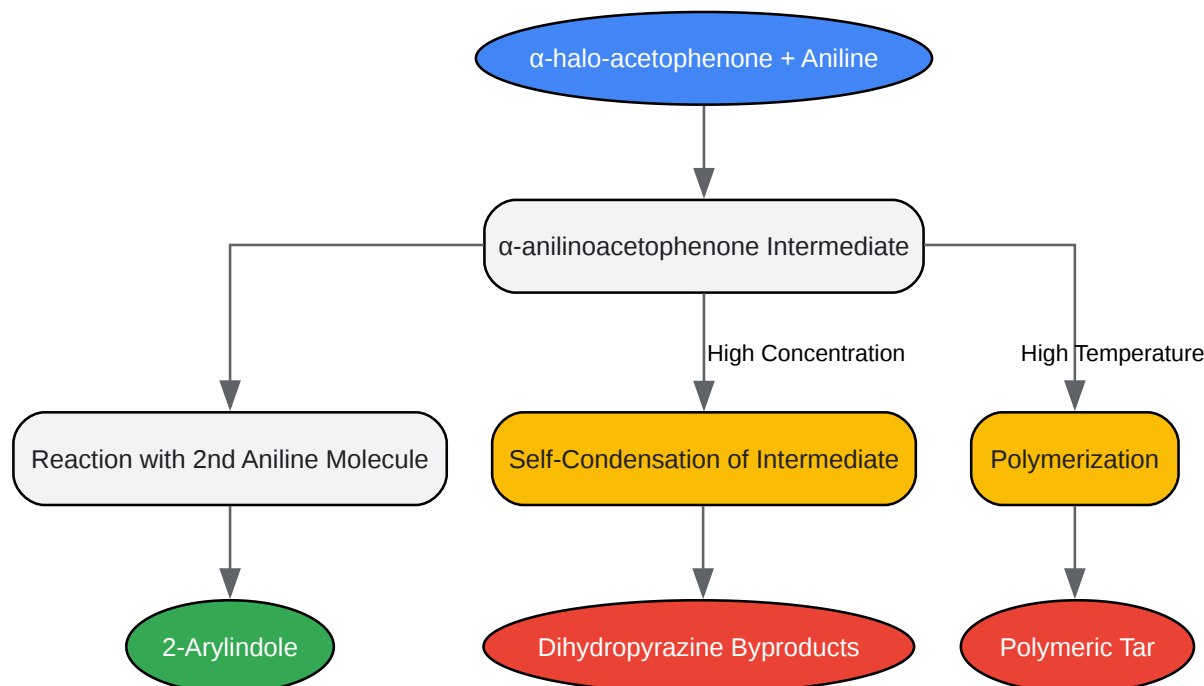 α-halo-acetophenone + Aniline
α-anilinoacetophenone Intermediate
High Concentration
High Temperature
Reaction with 2nd Aniline Molecule
Self-Condensation of Intermediate
Polymerization
2-Arylindole
Dihydropyrazine Byproducts
Polymeric Tar